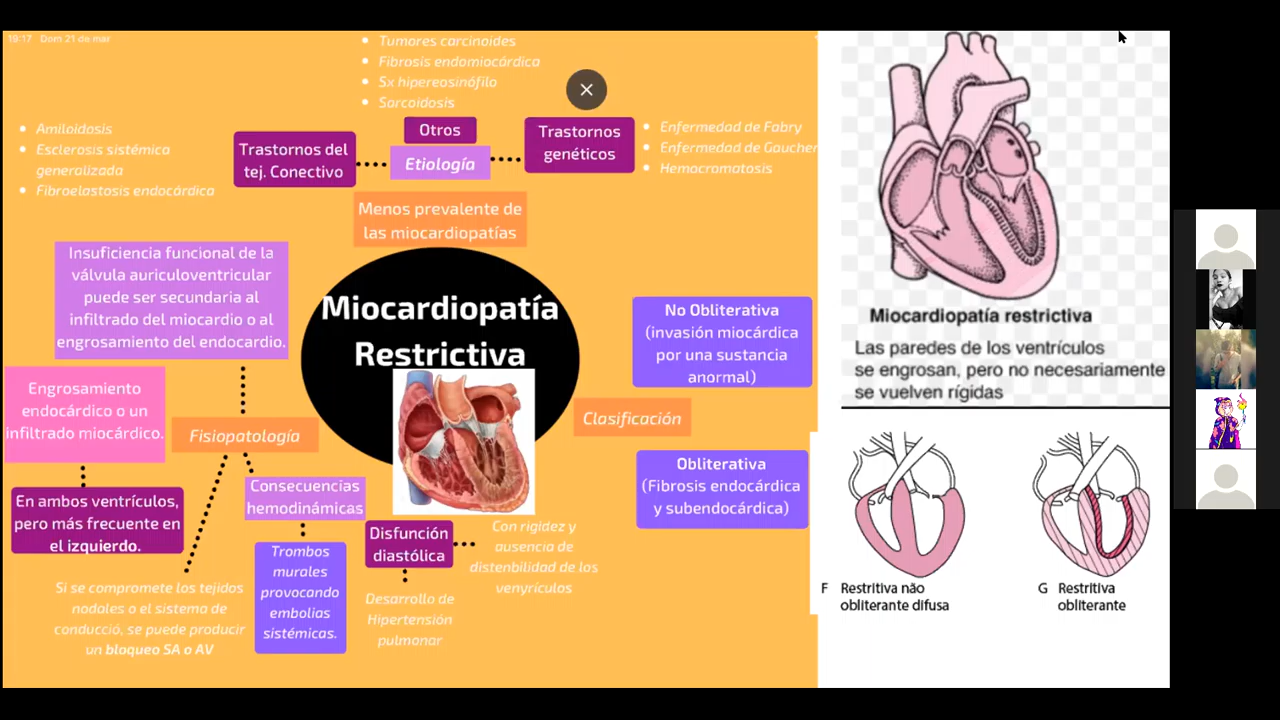 19:17 Dom 21 de mar
Tumores carcinoides
Fibrosis endomiocárdica
Sx hipereosinófilo
Sarcoidosis
Otros
Etiología
Trastornos del
tej. Conectivo
Amiloidosis
Esclerosis sistémica
generalizada
Fibroelastosis endocárdica
Trastornos
genéticos
Enfermedad de Fabry
Enfermedad de Gaucher
Hemocromatosis
Menos prevalente de
las miocardiopatías
Miocardiopatía
Restrictiva
Insuficiencia funcional de la
válvula auriculoventricular
puede ser secundaria al
infiltrado del miocardio o al
engrosamiento del endocardio.
Engrosamiento
endocárdico o un
infiltrado miocárdico.
Fisiopatología
En ambos ventrículos,
pero más frecuente en
el izquierdo.
Si se compromete los tejidos
nodales o el sistema de
conducció, se puede producir
un bloqueo SA o AV
Consecuencias
hemodinámicas
Trombos
murales
provocando
embolias
sistémicas.
Disfunción
diastólica
Con rigidez y
ausencia de
distenbilidad de los
venyrículos
Desarrollo de
Hipertensión
pulmonar
Clasificación
No Obliterativa
(invasión miocárdica
por una sustancia
anormal)
Obliterativa
(Fibrosis endocárdica
y subendocárdica)
Miocardiopatía restrictiva
Las paredes de los ventrículos
se engrosan, pero no necesariamente
se vuelven rígidas
F Restritiva não
obliterante difusa
G Restritiva
obliterante